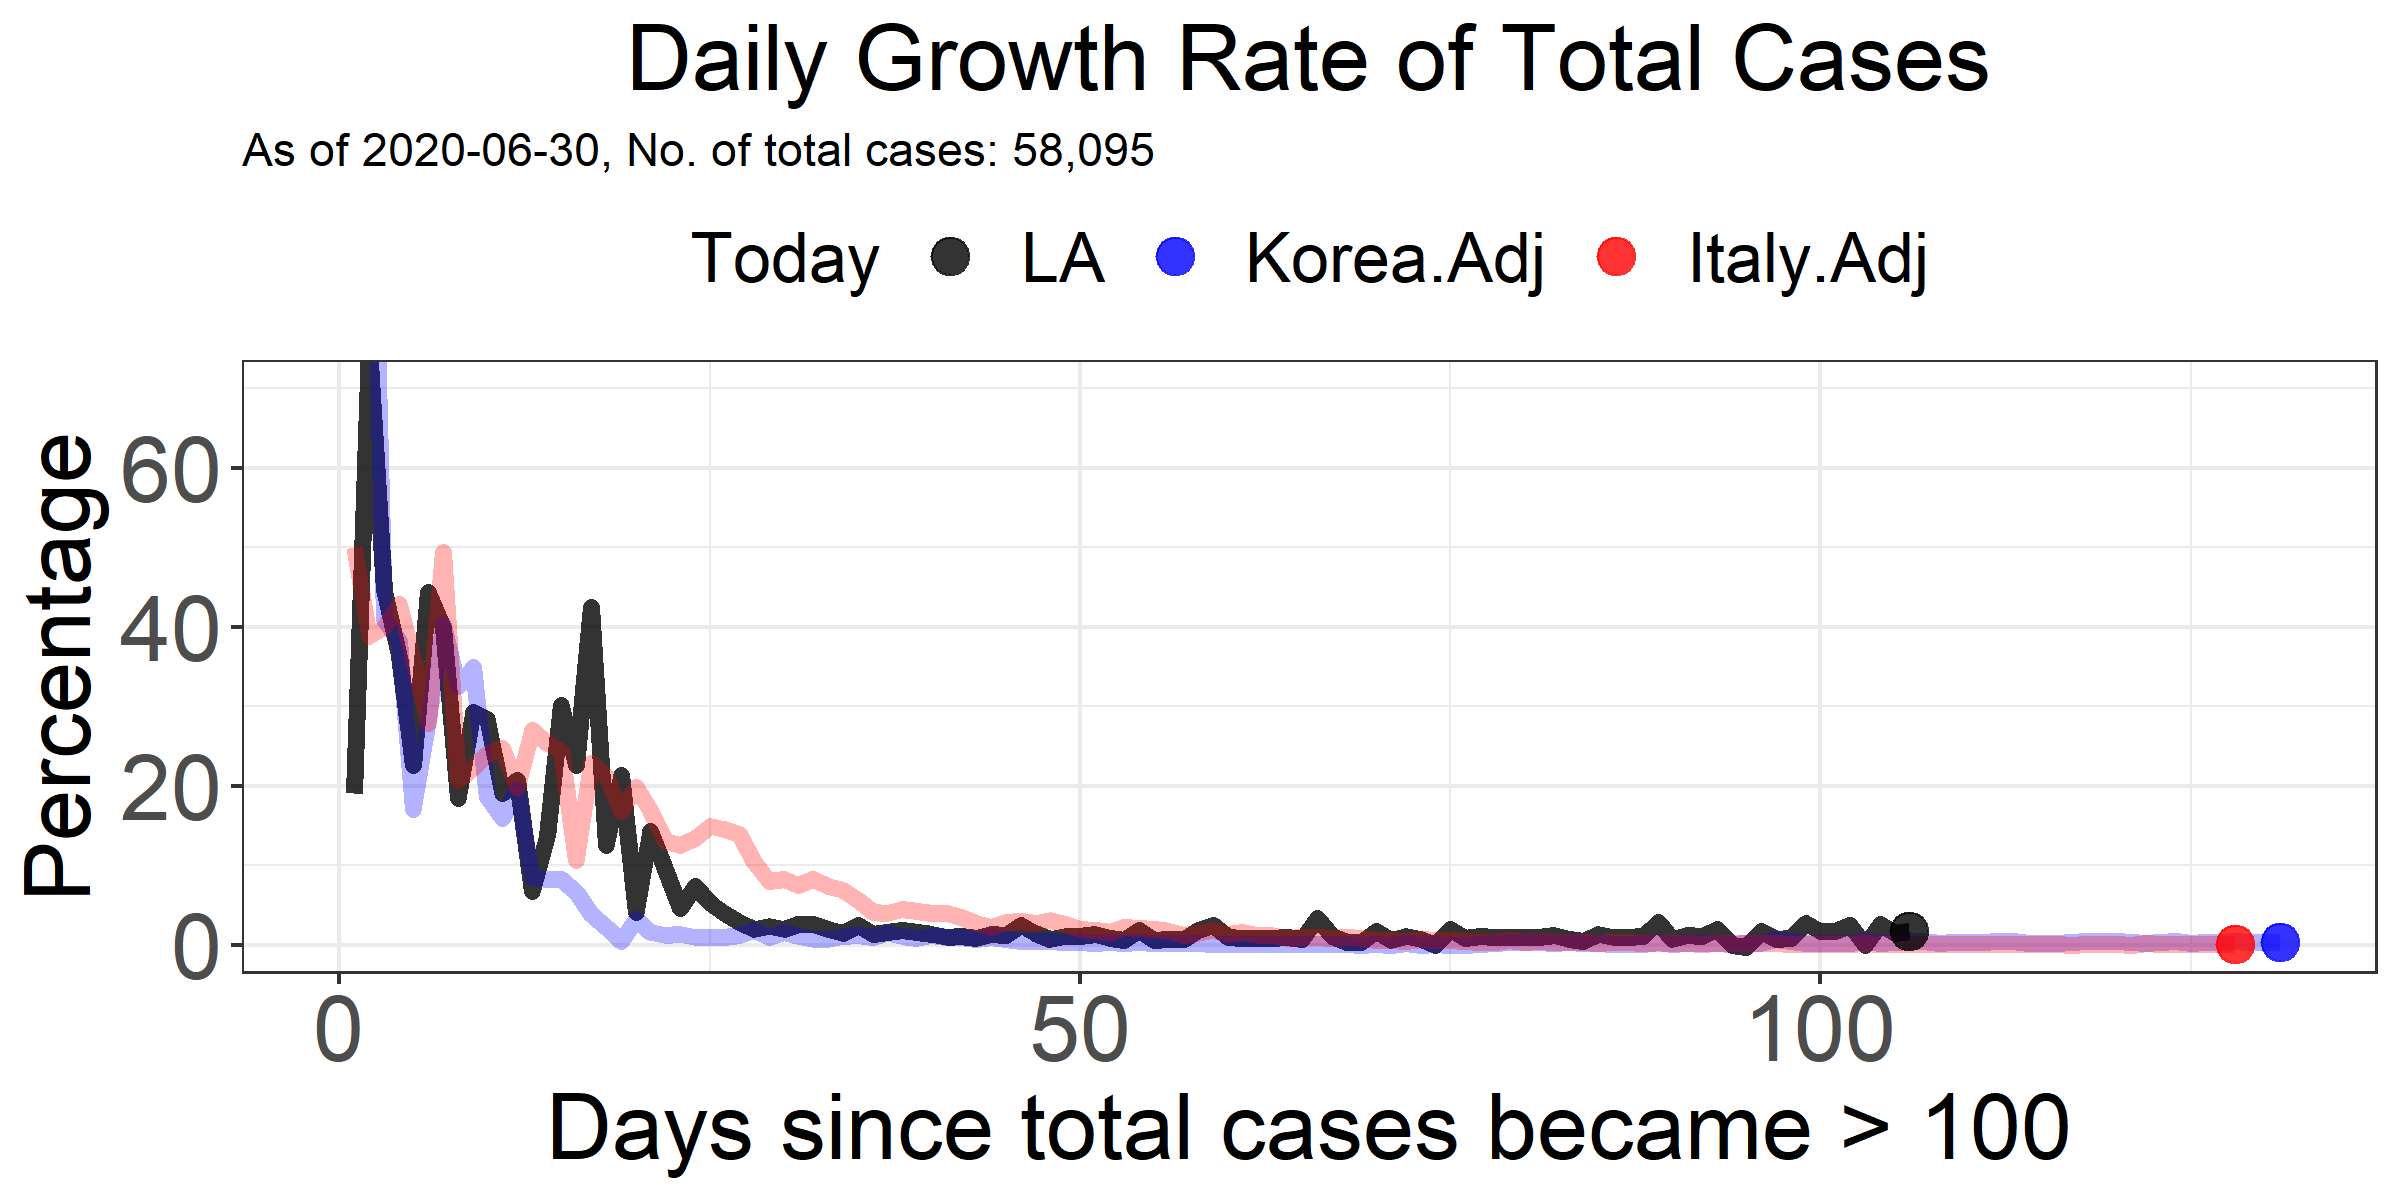 Daily Growth Rate of Total Cases
As of 2020-06-30, No. of total cases: 58,095
Today LA Korea.Adj Italy.Adj
Percentage
60
40
20
0
0 50 100
Days since total cases became > 100